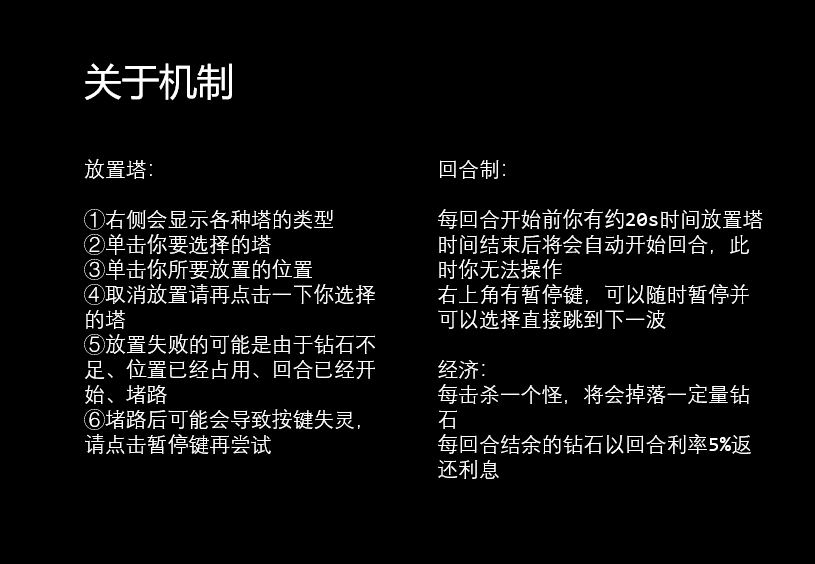 关于机制
放置塔：
①右侧会显示各种塔的类型
②单击你要选择的塔
③单击你所要放置的位置
④取消放置请再点击一下你选择
的塔
⑤放置失败的可能是由于钻石不
足、位置已经占用、回合已经开
始、堵路
⑥堵路后可能会导致按键失灵，
请点击暂停键再尝试
回合制：
每回合开始前你有约20s时间放置塔
时间结束后将会自动开始回合，此
时你无法操作
右上角有暂停键，可以随时暂停并
可以选择直接跳到下一波
经济：
每击杀一个怪，将会掉落一定量钻
石
每回合结余的钻石以回合利率5%返
还利息